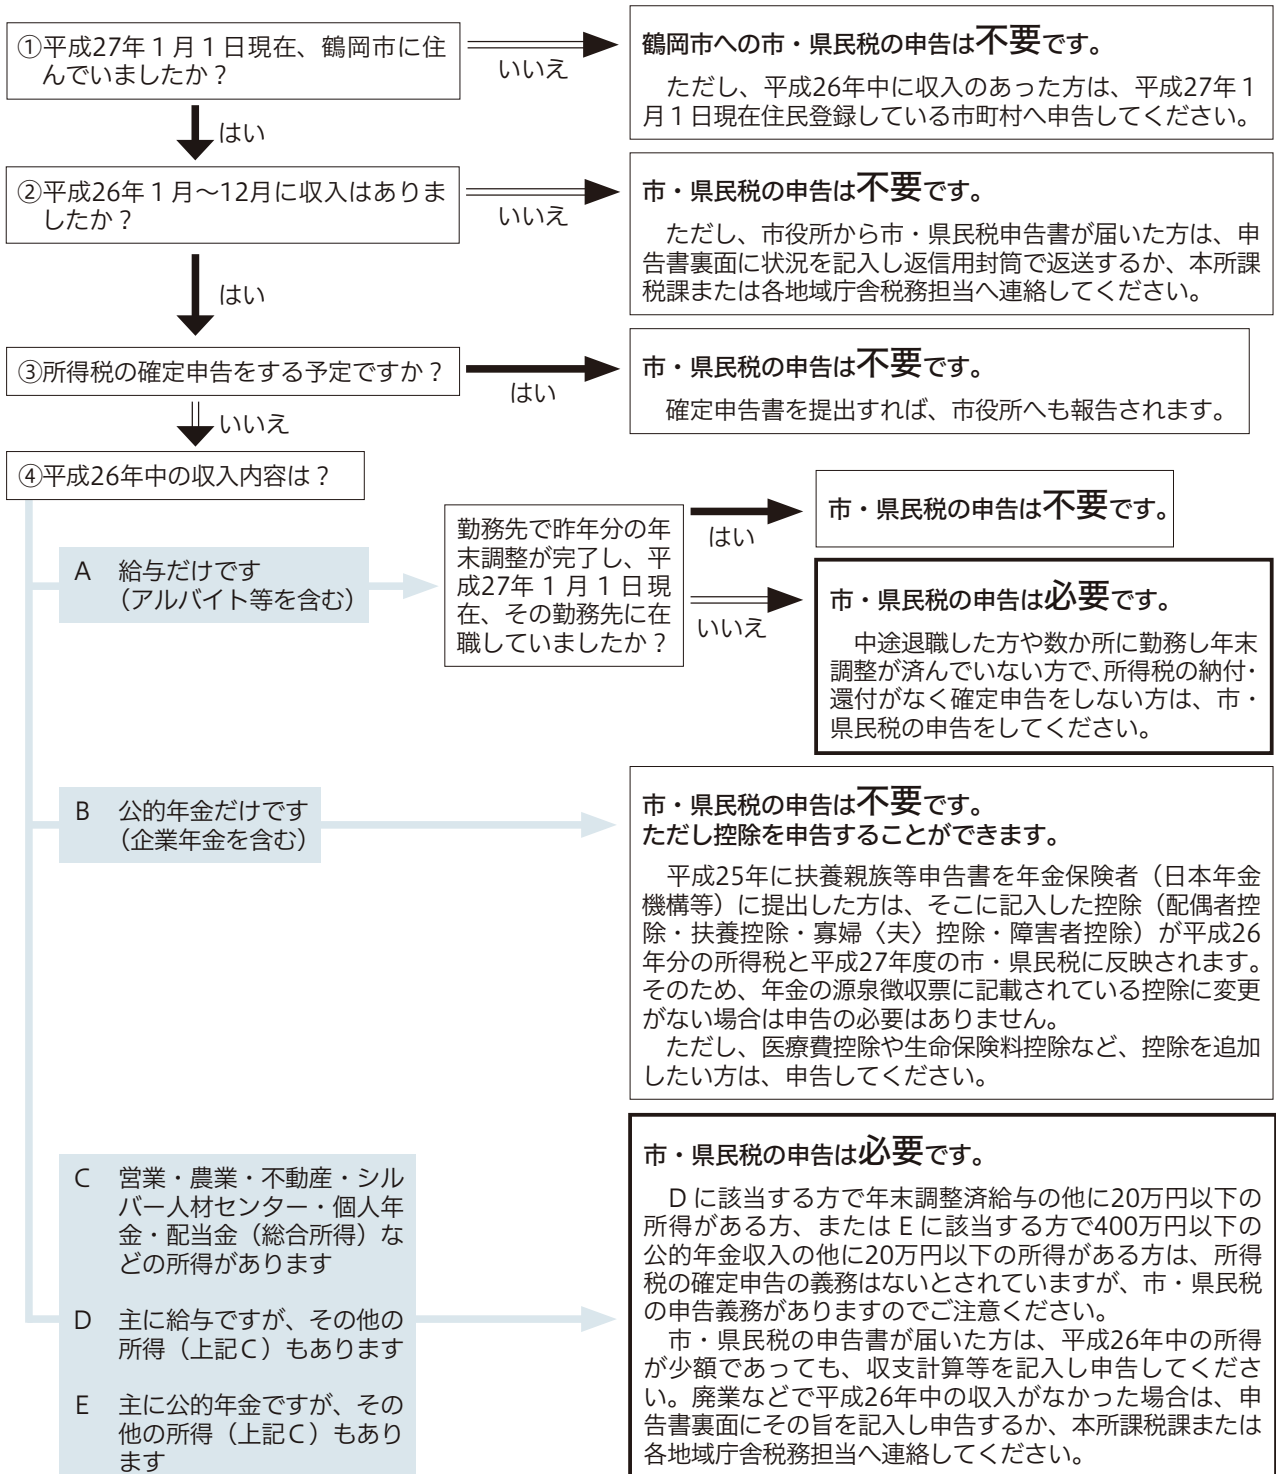 ①平成27年１月１日現在、鶴岡市に住
んでいましたか？
いいえ
はい
鶴岡市への市・県民税の申告は不要です。
ただし、平成26年中に収入のあった方は、平成27年１
月１日現在住民登録している市町村へ申告してください。
②平成26年１月～12月に収入はありま
したか？
いいえ
はい
市・県民税の申告は不要です。
ただし、市役所から市・県民税申告書が届いた方は、申
告書裏面に状況を記入し返信用封筒で返送するか、本所課
税課または各地域庁舎税務担当へ連絡してください。
③所得税の確定申告をする予定ですか？
はい
いいえ
市・県民税の申告は不要です。
確定申告書を提出すれば、市役所へも報告されます。
④平成26年中の収入内容は？
A　給与だけです
（アルバイト等を含む）
勤務先で昨年分の年
末調整が完了し、平
成27年１月１日現
在、その勤務先に在
職していましたか？
はい
いいえ
市・県民税の申告は不要です。
市・県民税の申告は必要です。
中途退職した方や数か所に勤務し年末
調整が済んでいない方で、所得税の納付・
還付がなく確定申告をしない方は、市・
県民税の申告をしてください。
B　公的年金だけです
（企業年金を含む）
市・県民税の申告は不要です。
ただし控除を申告することができます。
平成25年に扶養親族等申告書を年金保険者（日本年金
機構等）に提出した方は、そこに記入した控除（配偶者控
除・扶養控除・寡婦〈夫〉控除・障害者控除）が平成26
年分の所得税と平成27年度の市・県民税に反映されます。
そのため、年金の源泉徴収票に記載されている控除に変更
がない場合は申告の必要はありません。
ただし、医療費控除や生命保険料控除など、控除を追加
したい方は、申告してください。
C　営業・農業・不動産・シル
バー人材センター・個人年
金・配当金（総合所得）な
どの所得があります
D　主に給与ですが、その他の
所得（上記C）もあります
E　主に公的年金ですが、その
他の所得（上記C）もあり
ます
市・県民税の申告は必要です。
Dに該当する方で年末調整済給与の他に20万円以下の
所得がある方、またはEに該当する方で400万円以下の
公的年金収入の他に20万円以下の所得がある方は、所得
税の確定申告の義務はないとされていますが、市・県民税
の申告義務がありますのでご注意ください。
市・県民税の申告書が届いた方は、平成26年中の所得
が少額であっても、収支計算等を記入し申告してくださ
い。廃業などで平成26年中の収入がなかった場合は、申
告書裏面にその旨を記入し申告するか、本所課税課または
各地域庁舎税務担当へ連絡してください。